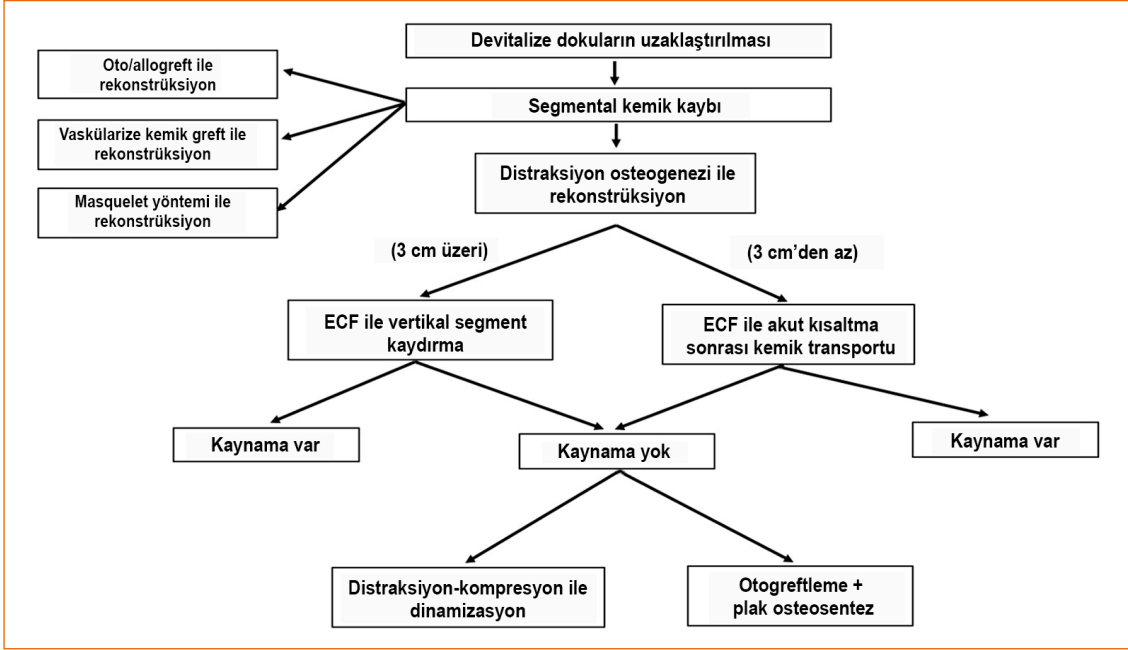 Devitalize dokuların uzaklaştırılması
Oto/allogreft ile
rekonstrüksiyon
Segmental kemik kaybı
Vaskülarize kemik greft ile
rekonstrüksiyon
Distraksiyon osteogenezi ile
rekonstrüksiyon
Masquelet yöntemi ile
rekonstrüksiyon
(3 cm üzeri)
(3 cm’den az)
ECF ile vertikal segment
kaydırma
ECF ile akut kısaltma
sonrası kemik transportu
Kaynama var
Kaynama yok
Kaynama var
Distraksiyon-kompresyon ile
dinamizasyon
Otogreftleme +
plak osteosentez